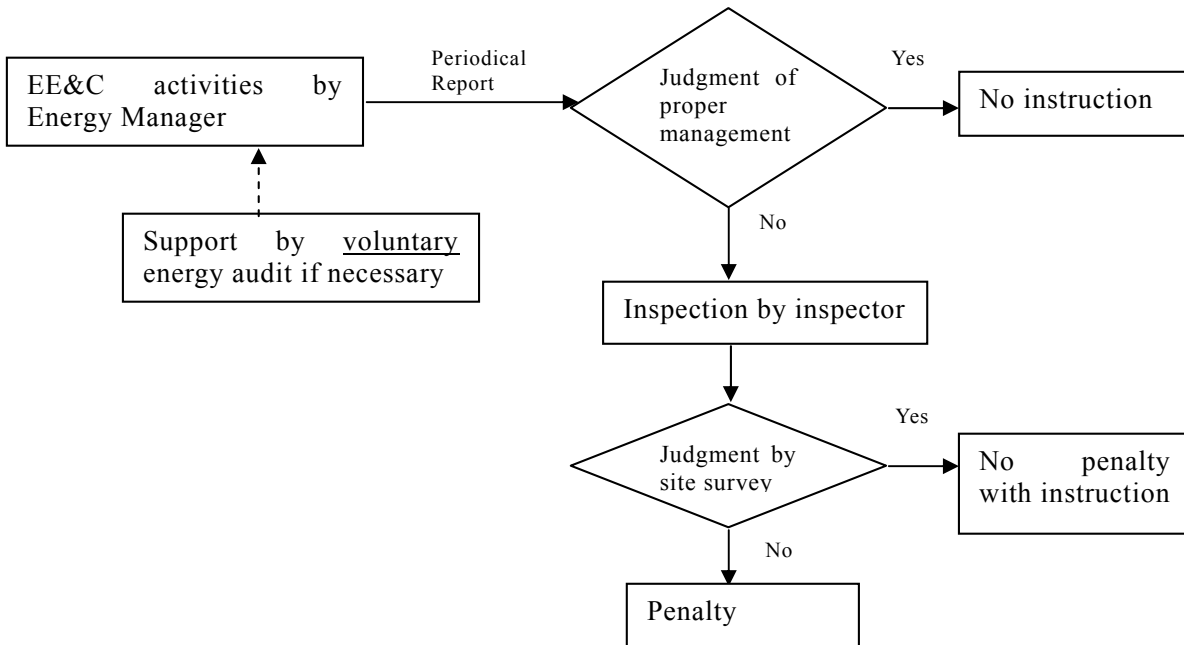 EE&C activities by
Energy Manager
Periodical
Report
Judgment of
proper
management
Yes
No instruction
Support by voluntary
energy audit if necessary
No
Inspection by inspector
Judgment by
site survey
Yes
No penalty
with instruction
No
Penalty